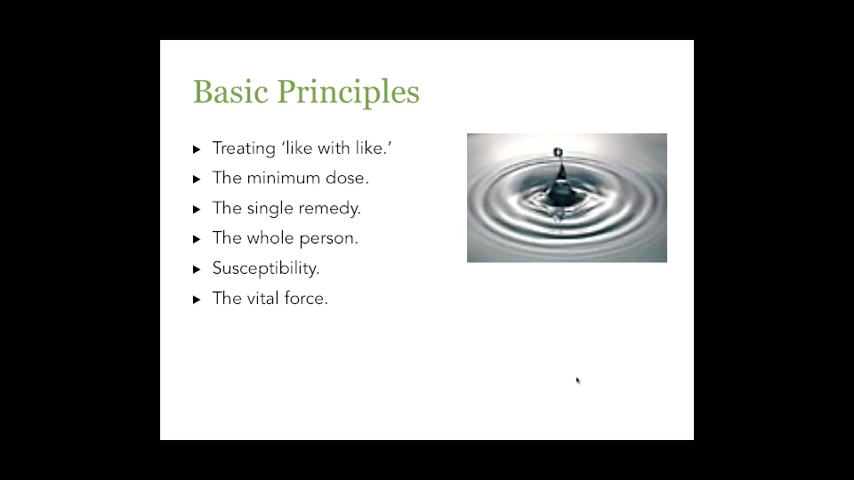 Basic Principles
Treating ‘like with like.’
The minimum dose.
The single remedy.
The whole person.
Susceptibility.
The vital force.